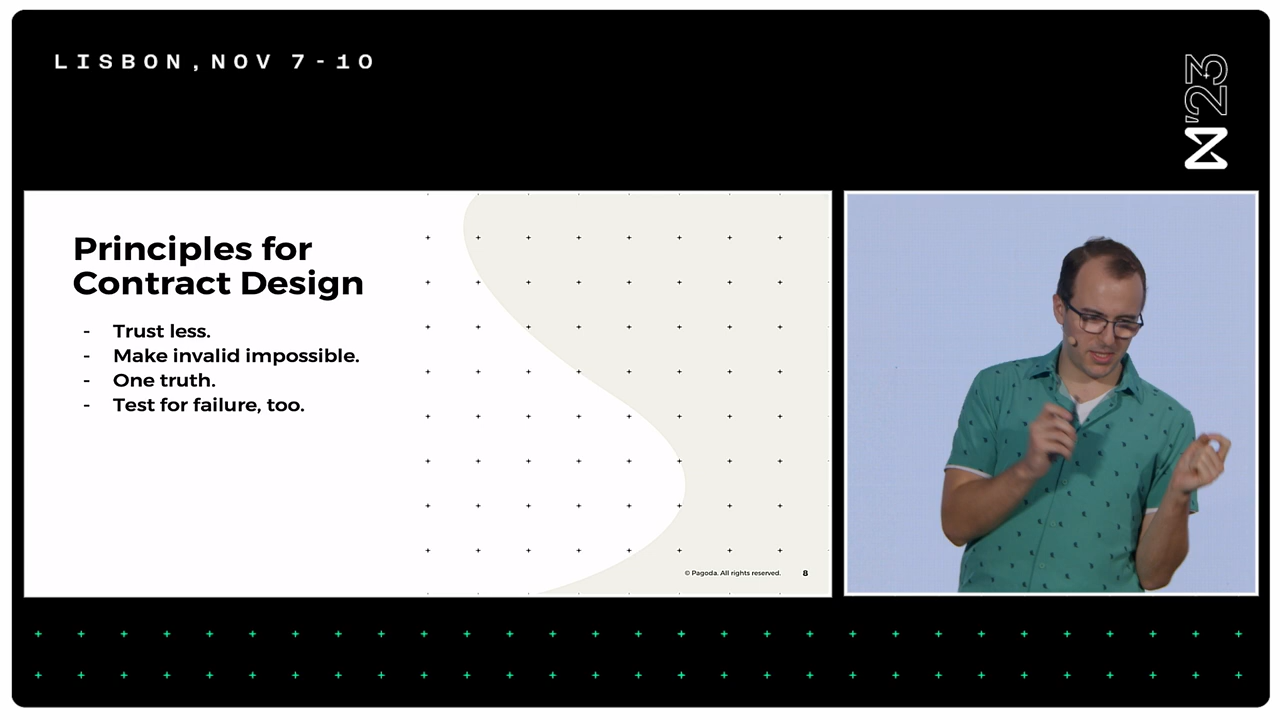 LISBON, NOV 7-10
'23
Principles for
Contract Design
- Trust less.
- Make invalid impossible.
- One truth.
- Test for failure, too.
© Pagoda. All rights reserved.
8